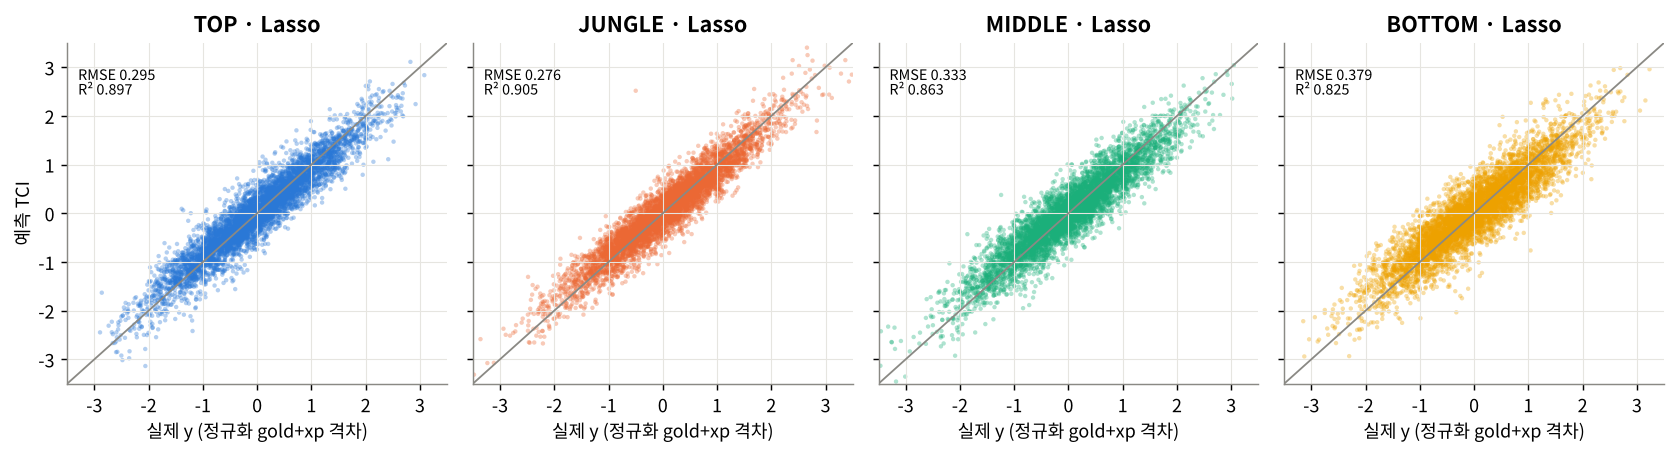 TOP · Lasso
RMSE 0.295
R² 0.897
3
2
1
0
-1
-2
-3
예측 TCI
-3 -2 -1 0 1 2 3
실제 y (정규화 gold+xp 격차)
JUNGLE · Lasso
RMSE 0.276
R² 0.905
-3 -2 -1 0 1 2 3
실제 y (정규화 gold+xp 격차)
MIDDLE · Lasso
RMSE 0.333
R² 0.863
-3 -2 -1 0 1 2 3
실제 y (정규화 gold+xp 격차)
BOTTOM · Lasso
RMSE 0.379
R² 0.825
-3 -2 -1 0 1 2 3
실제 y (정규화 gold+xp 격차)